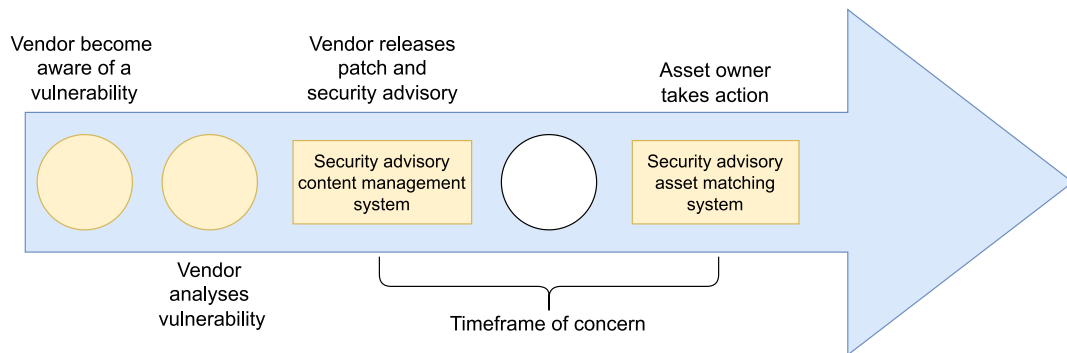 Vendor become
aware of a
vulnerability
Vendor releases
patch and
security advisory
Asset owner
takes action
Security advisory
content management
system
Security advisory
asset matching
system
Vendor
analyses
vulnerability
Timeframe of concern